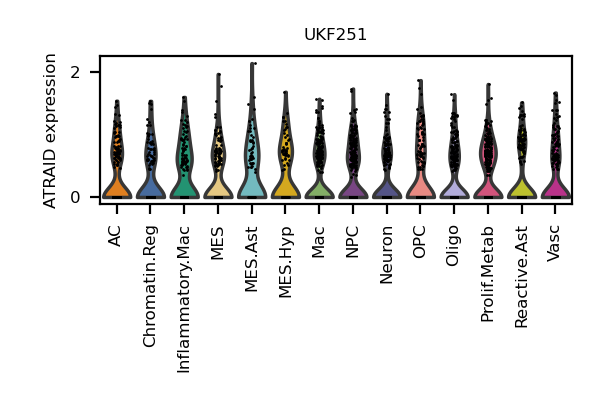 UKF251
ATRAID expression
2
0
AC
Chromatin.Reg
Inflammatory.Mac
MES
MES.Ast
MES.Hyp
Mac
NPC
Neuron
OPC
Oligo
Prolif.Metab
Reactive.Ast
Vasc